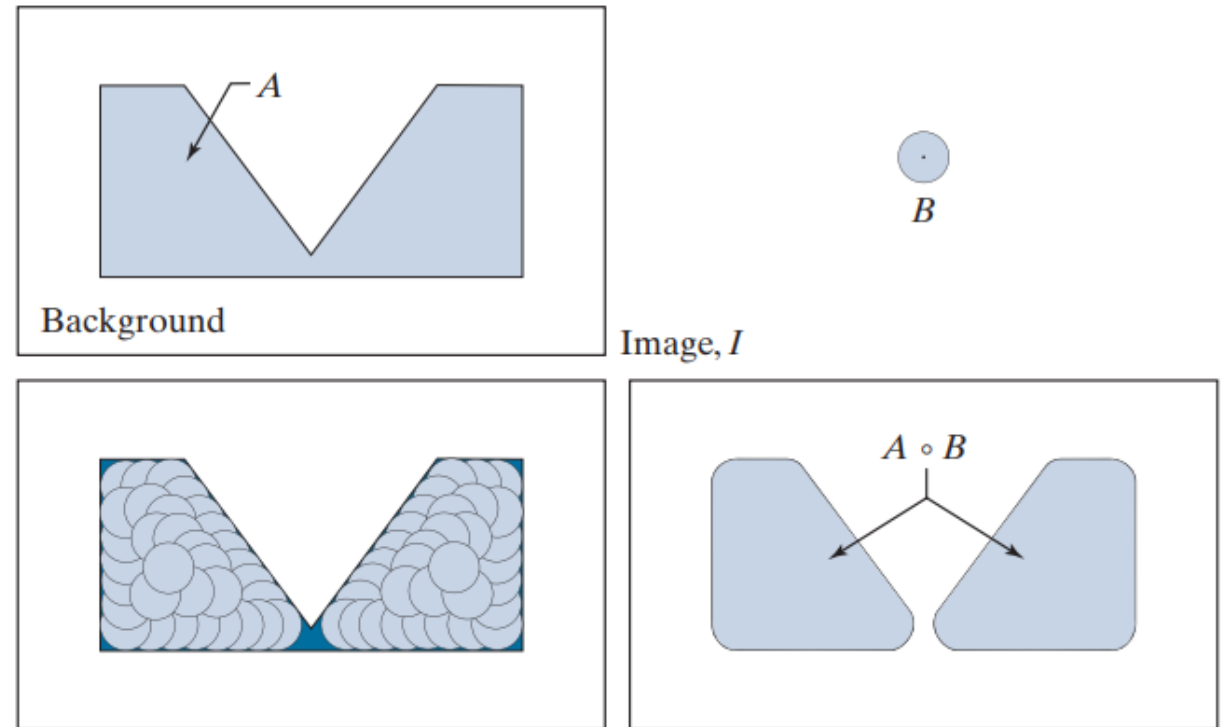 A
B
Background
Image, I
A ∘ B